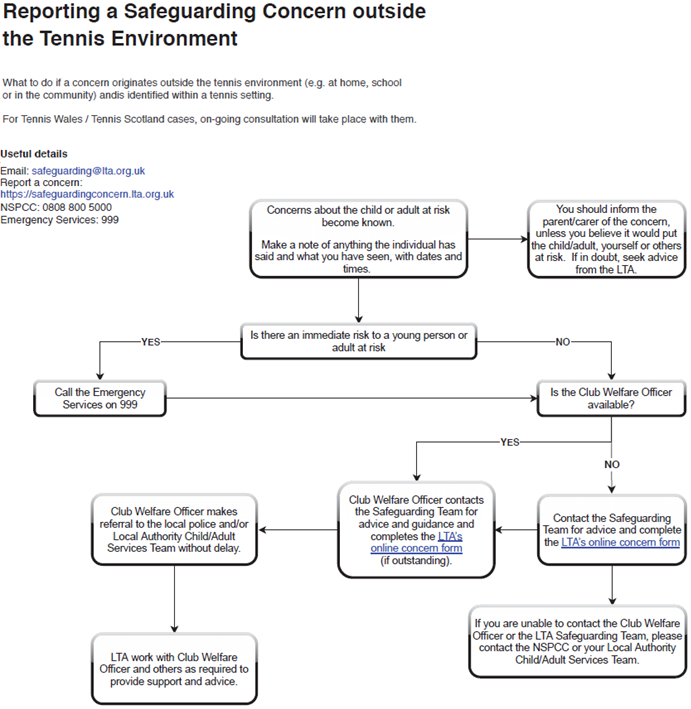 Reporting a Safeguarding Concern outside
the Tennis Environment
What to do if a concern originates outside the tennis environment (e.g. at home, school
or in the community) andis identified within a tennis setting.
For Tennis Wales / Tennis Scotland cases, on-going consultation will take place with them.
Useful details
Email: safeguarding@lta.org.uk
Report a concern:
https://safeguardingconcern.lta.org.uk
NSPCC: 0808 800 5000
Emergency Services: 999
Concerns about the child or adult at risk
become known.
Make a note of anything the individual has
said and what you have seen, with dates and
times.
You should inform the
parent/carer of the concern,
unless you believe it would put
the child/adult, yourself or others
at risk.  If in doubt, seek advice
from the LTA.
Is there an immediate risk to a young person or
adult at risk
YES
NO
Call the Emergency
Services on 999
Is the Club Welfare Officer
available?
YES
NO
Club Welfare Officer makes
referral to the local police and/or
Local Authority Child/Adult
Services Team without delay.
Club Welfare Officer contacts
the Safeguarding Team for
advice and guidance and
completes the LTA's
online concern form
(if outstanding).
Contact the Safeguarding
Team for advice and complete
the LTA's online concern form
If you are unable to contact the Club Welfare
Officer or the LTA Safeguarding Team, please
contact the NSPCC or your Local Authority
Child/Adult Services Team.
LTA work with Club Welfare
Officer and others as required to
provide support and advice.